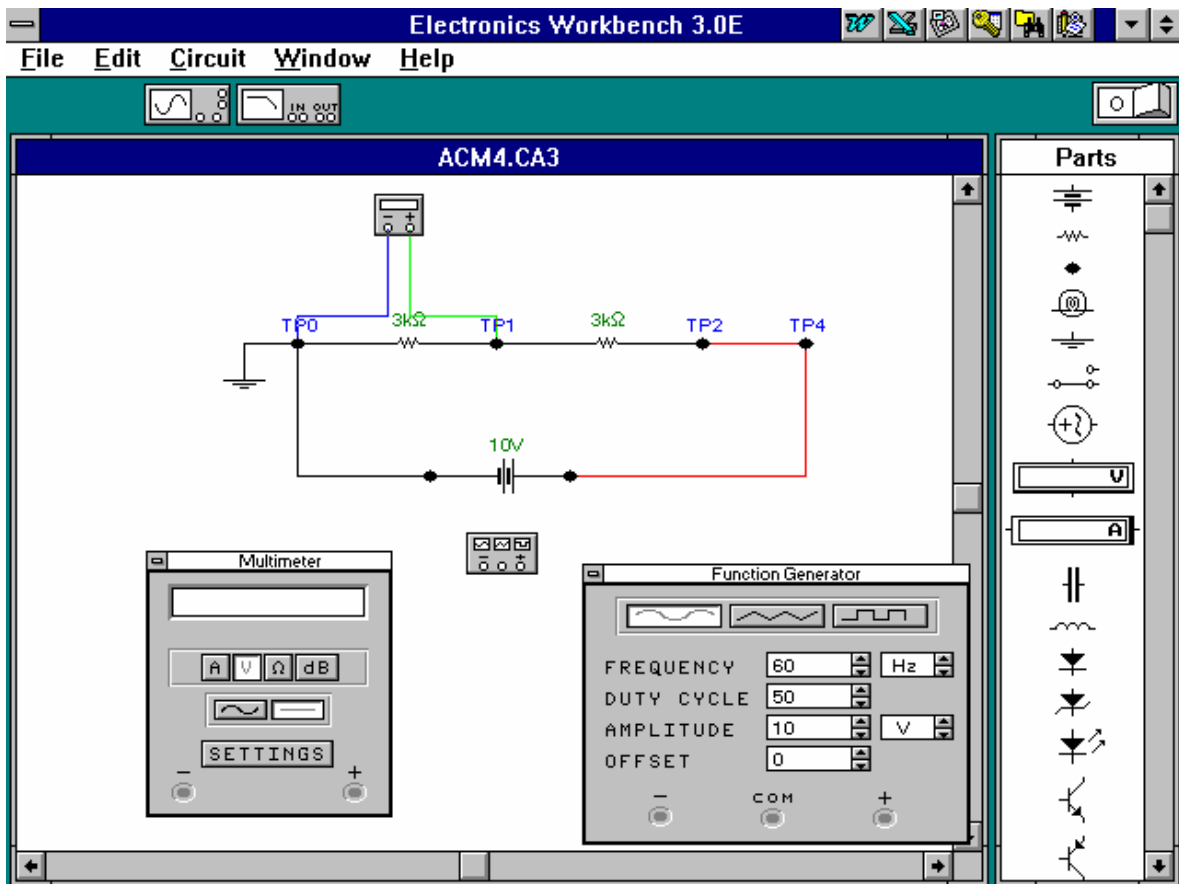 Electronics Workbench 3.0E
File Edit Circuit Window Help
IN OUT
ACM4.CA3
Parts
TP0 3kΩ TP1 3kΩ TP2 TP4
10V
V
A
Multimeter
A V Ω dB
SETTINGS
- +
Function Generator
FREQUENCY 60 Hz
DUTY CYCLE 50
AMPLITUDE 10 V
OFFSET 0
- COM +